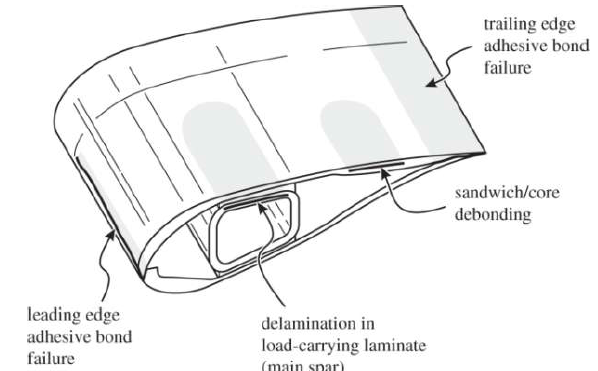 trailing edge
adhesive bond
failure
sandwich/core
debonding
leading edge
adhesive bond
failure
delamination in
load-carrying laminate
(main spar)